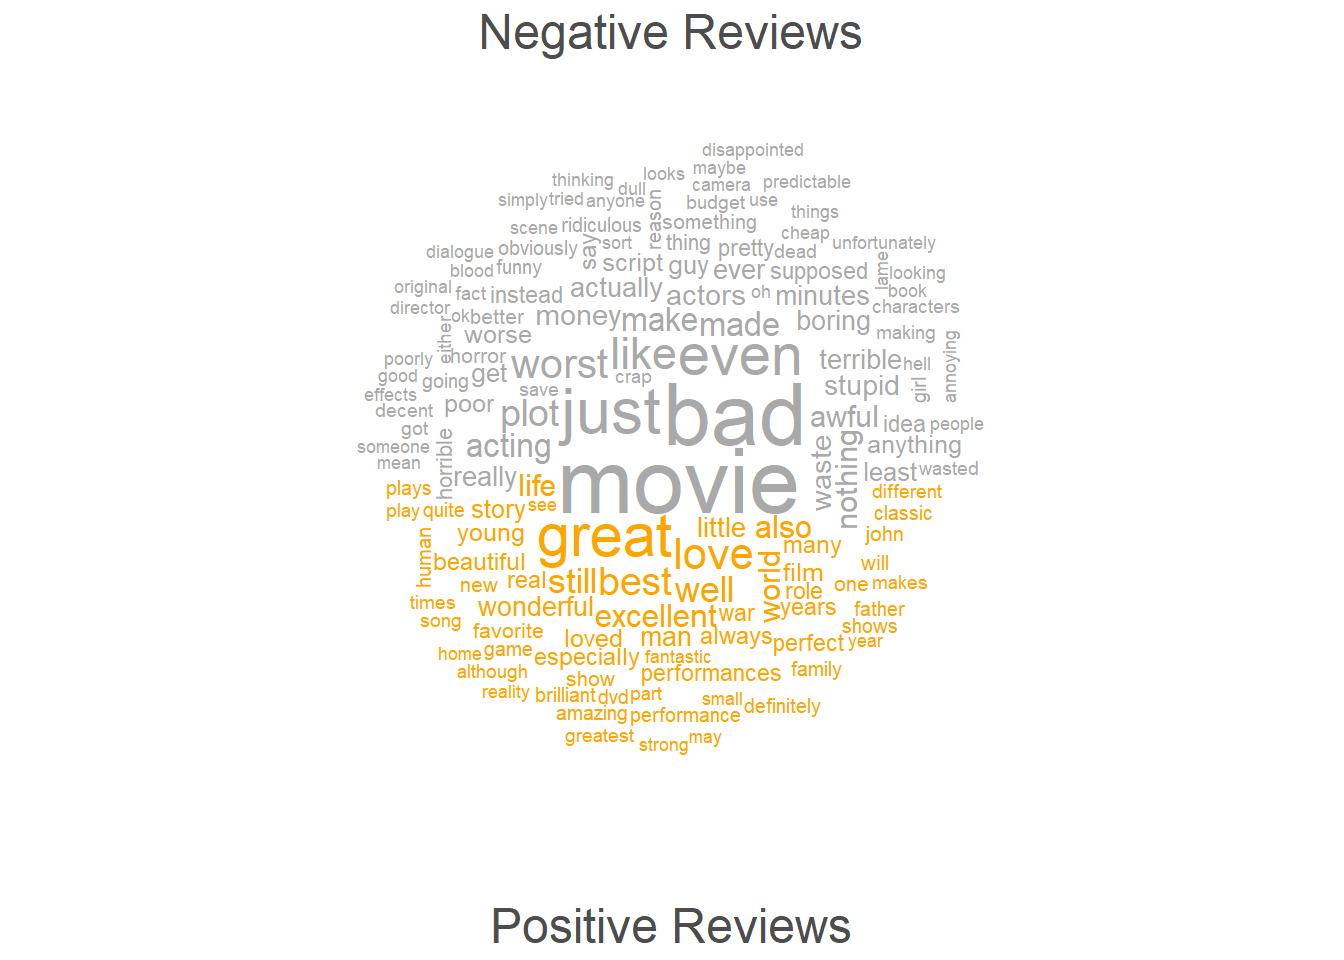 Negative Reviews
disappointed
looks maybe
thinking dull camera predictable
simply tried anyone reason budget use
things
scene ridiculous something
cheap
dialogue obviously say sort thing pretty dead unfortunately
blood funny script guy ever supposed lame looking
original fact instead actually actors oh minutes book
director ok better money make made boring characters
either worse making
poorly horror worst like even terrible hell annoying
good going get crap stupid girl
effects save
decent poor plot just bad awful idea people
got
someone horrible acting waste nothing anything
mean really movie least wasted
plays life different
play quite story see classic
human young great little also john
beautiful love world many will
new real still best well film role one makes
times wonderful excellent war years father
song favorite loved man always perfect shows year
home game especially fantastic
although show performances family
reality brilliant dvd part small definitely
amazing performance
greatest strong may
Positive Reviews